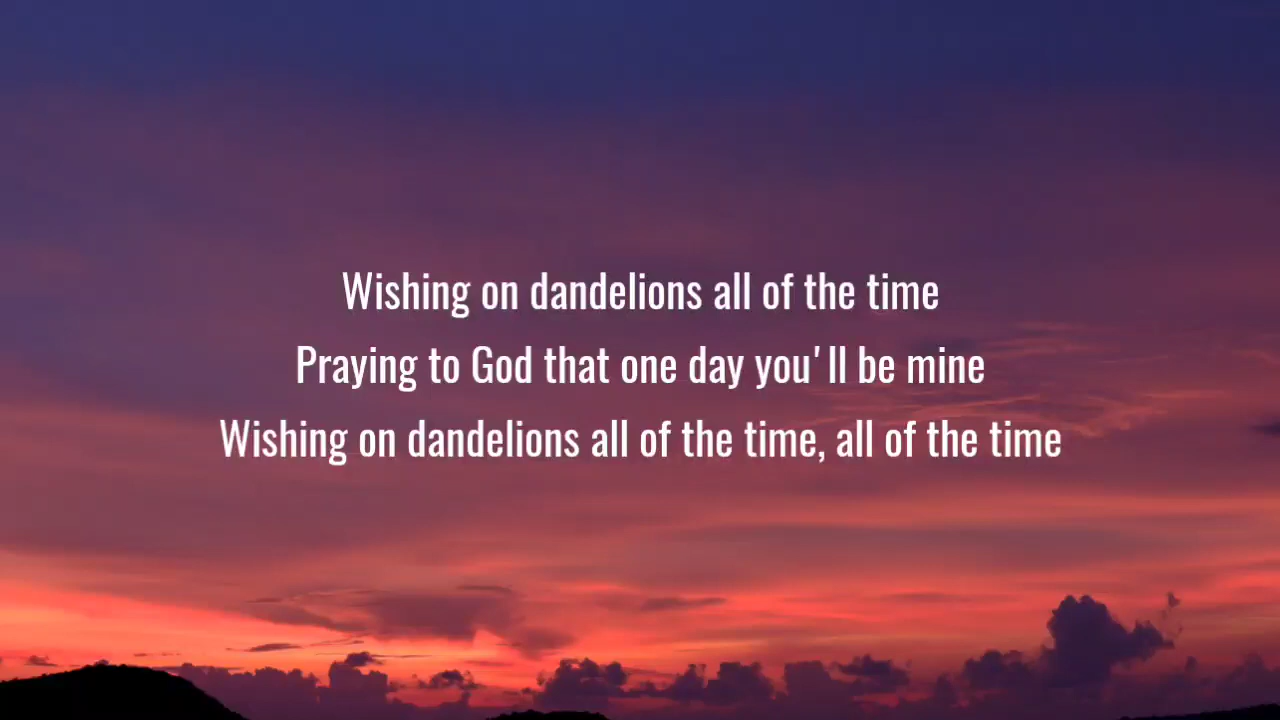 Wishing on dandelions all of the time
Praying to God that one day you'll be mine
Wishing on dandelions all of the time, all of the time